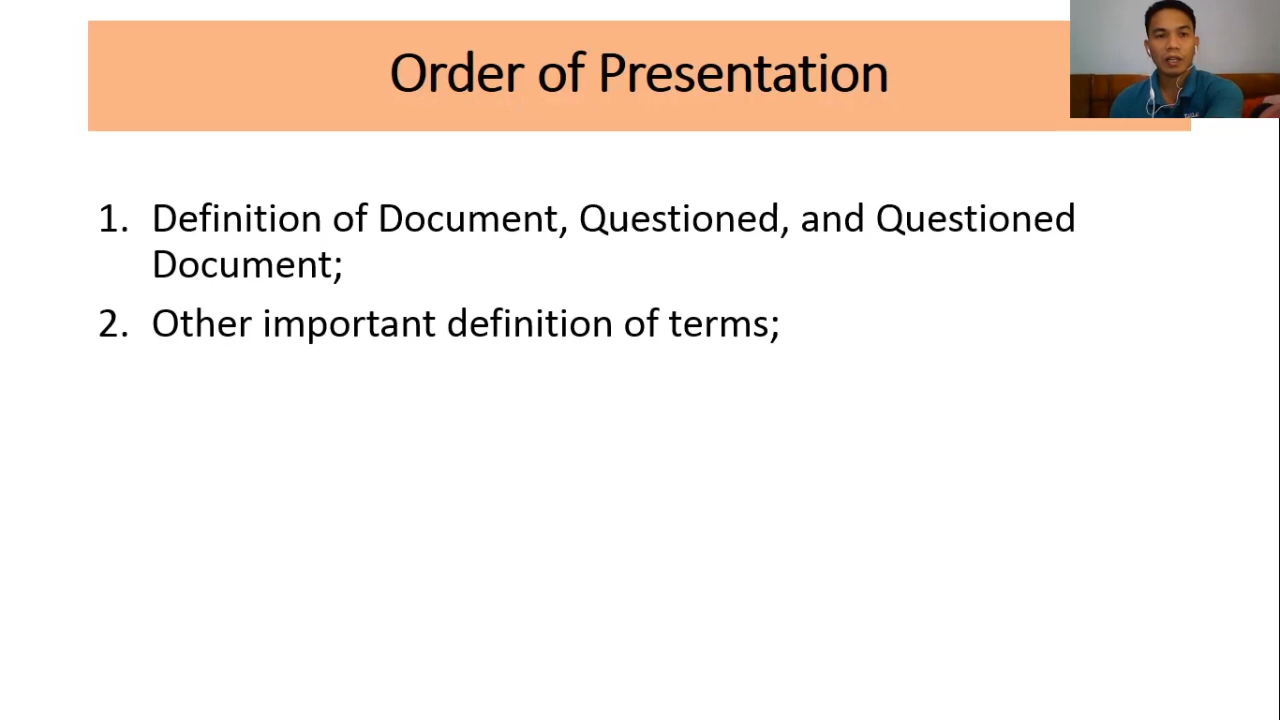 Order of Presentation
1. Definition of Document, Questioned, and Questioned
Document;
2. Other important definition of terms;